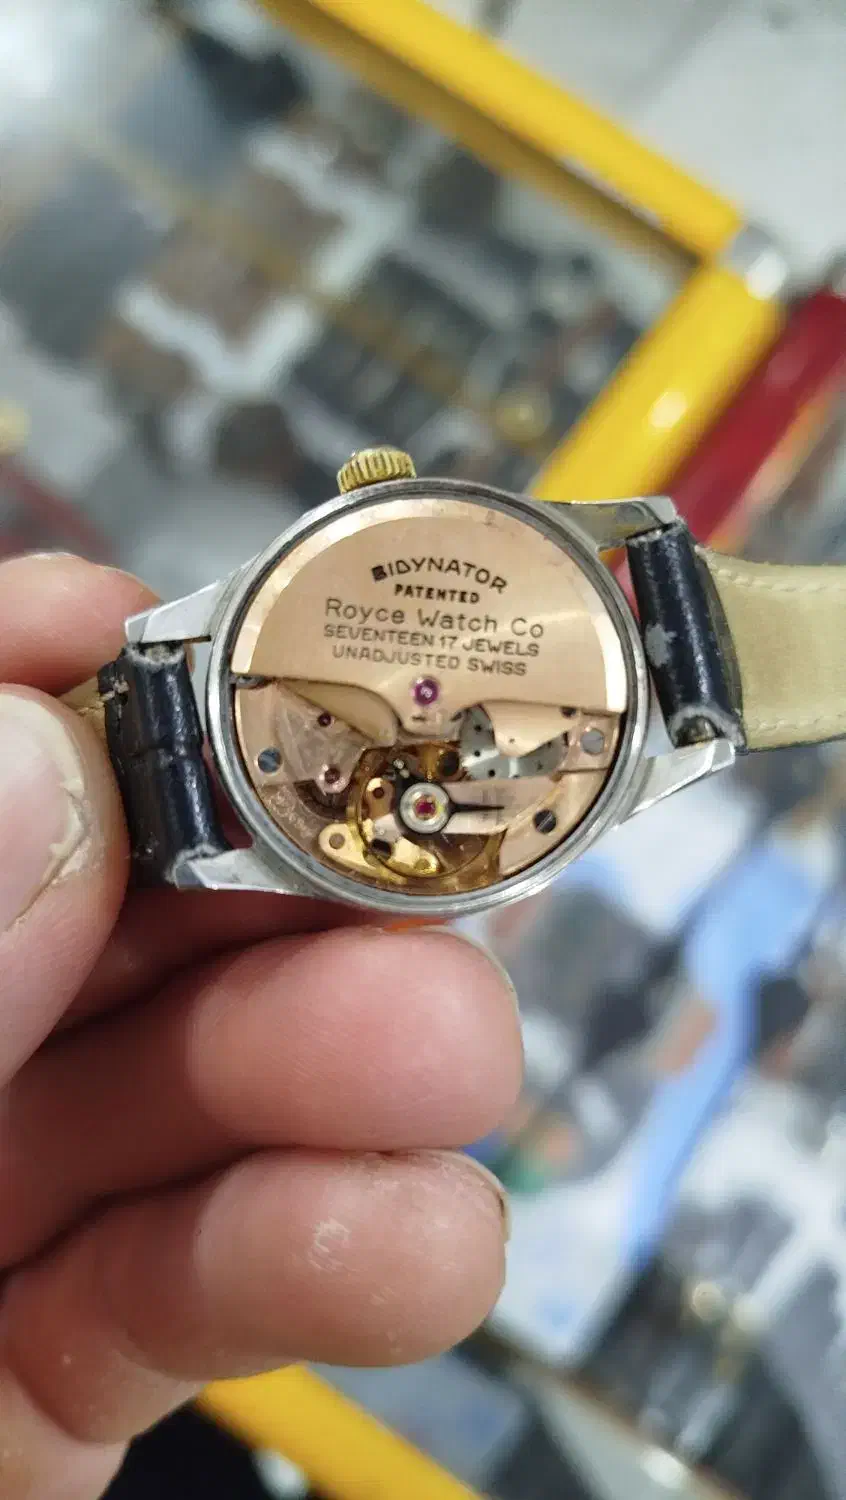 BIDYNATOR
PATENTED
Royce Watch Co
SEVENTEEN 17 JEWELS
UNADJUSTED SWISS